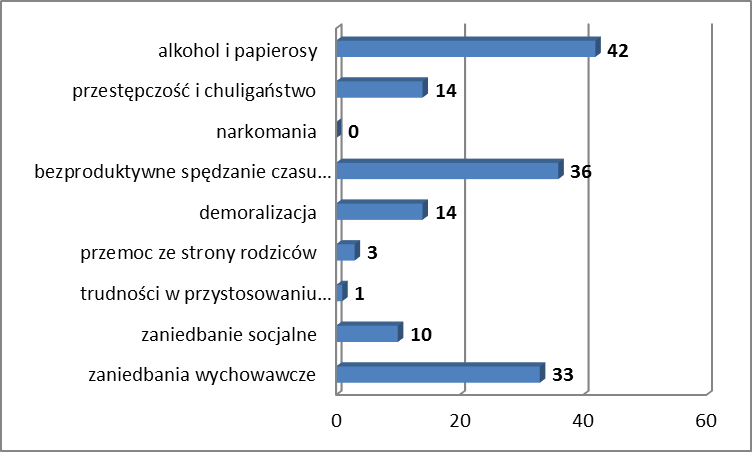 alkohol i papierosy 42
przestępczość i chuligaństwo 14
narkomania 0
bezproduktywne spędzanie czasu... 36
demoralizacja 14
przemoc ze strony rodziców 3
trudności w przystosowaniu... 1
zaniedbanie socjalne 10
zaniedbania wychowawcze 33
0 20 40 60